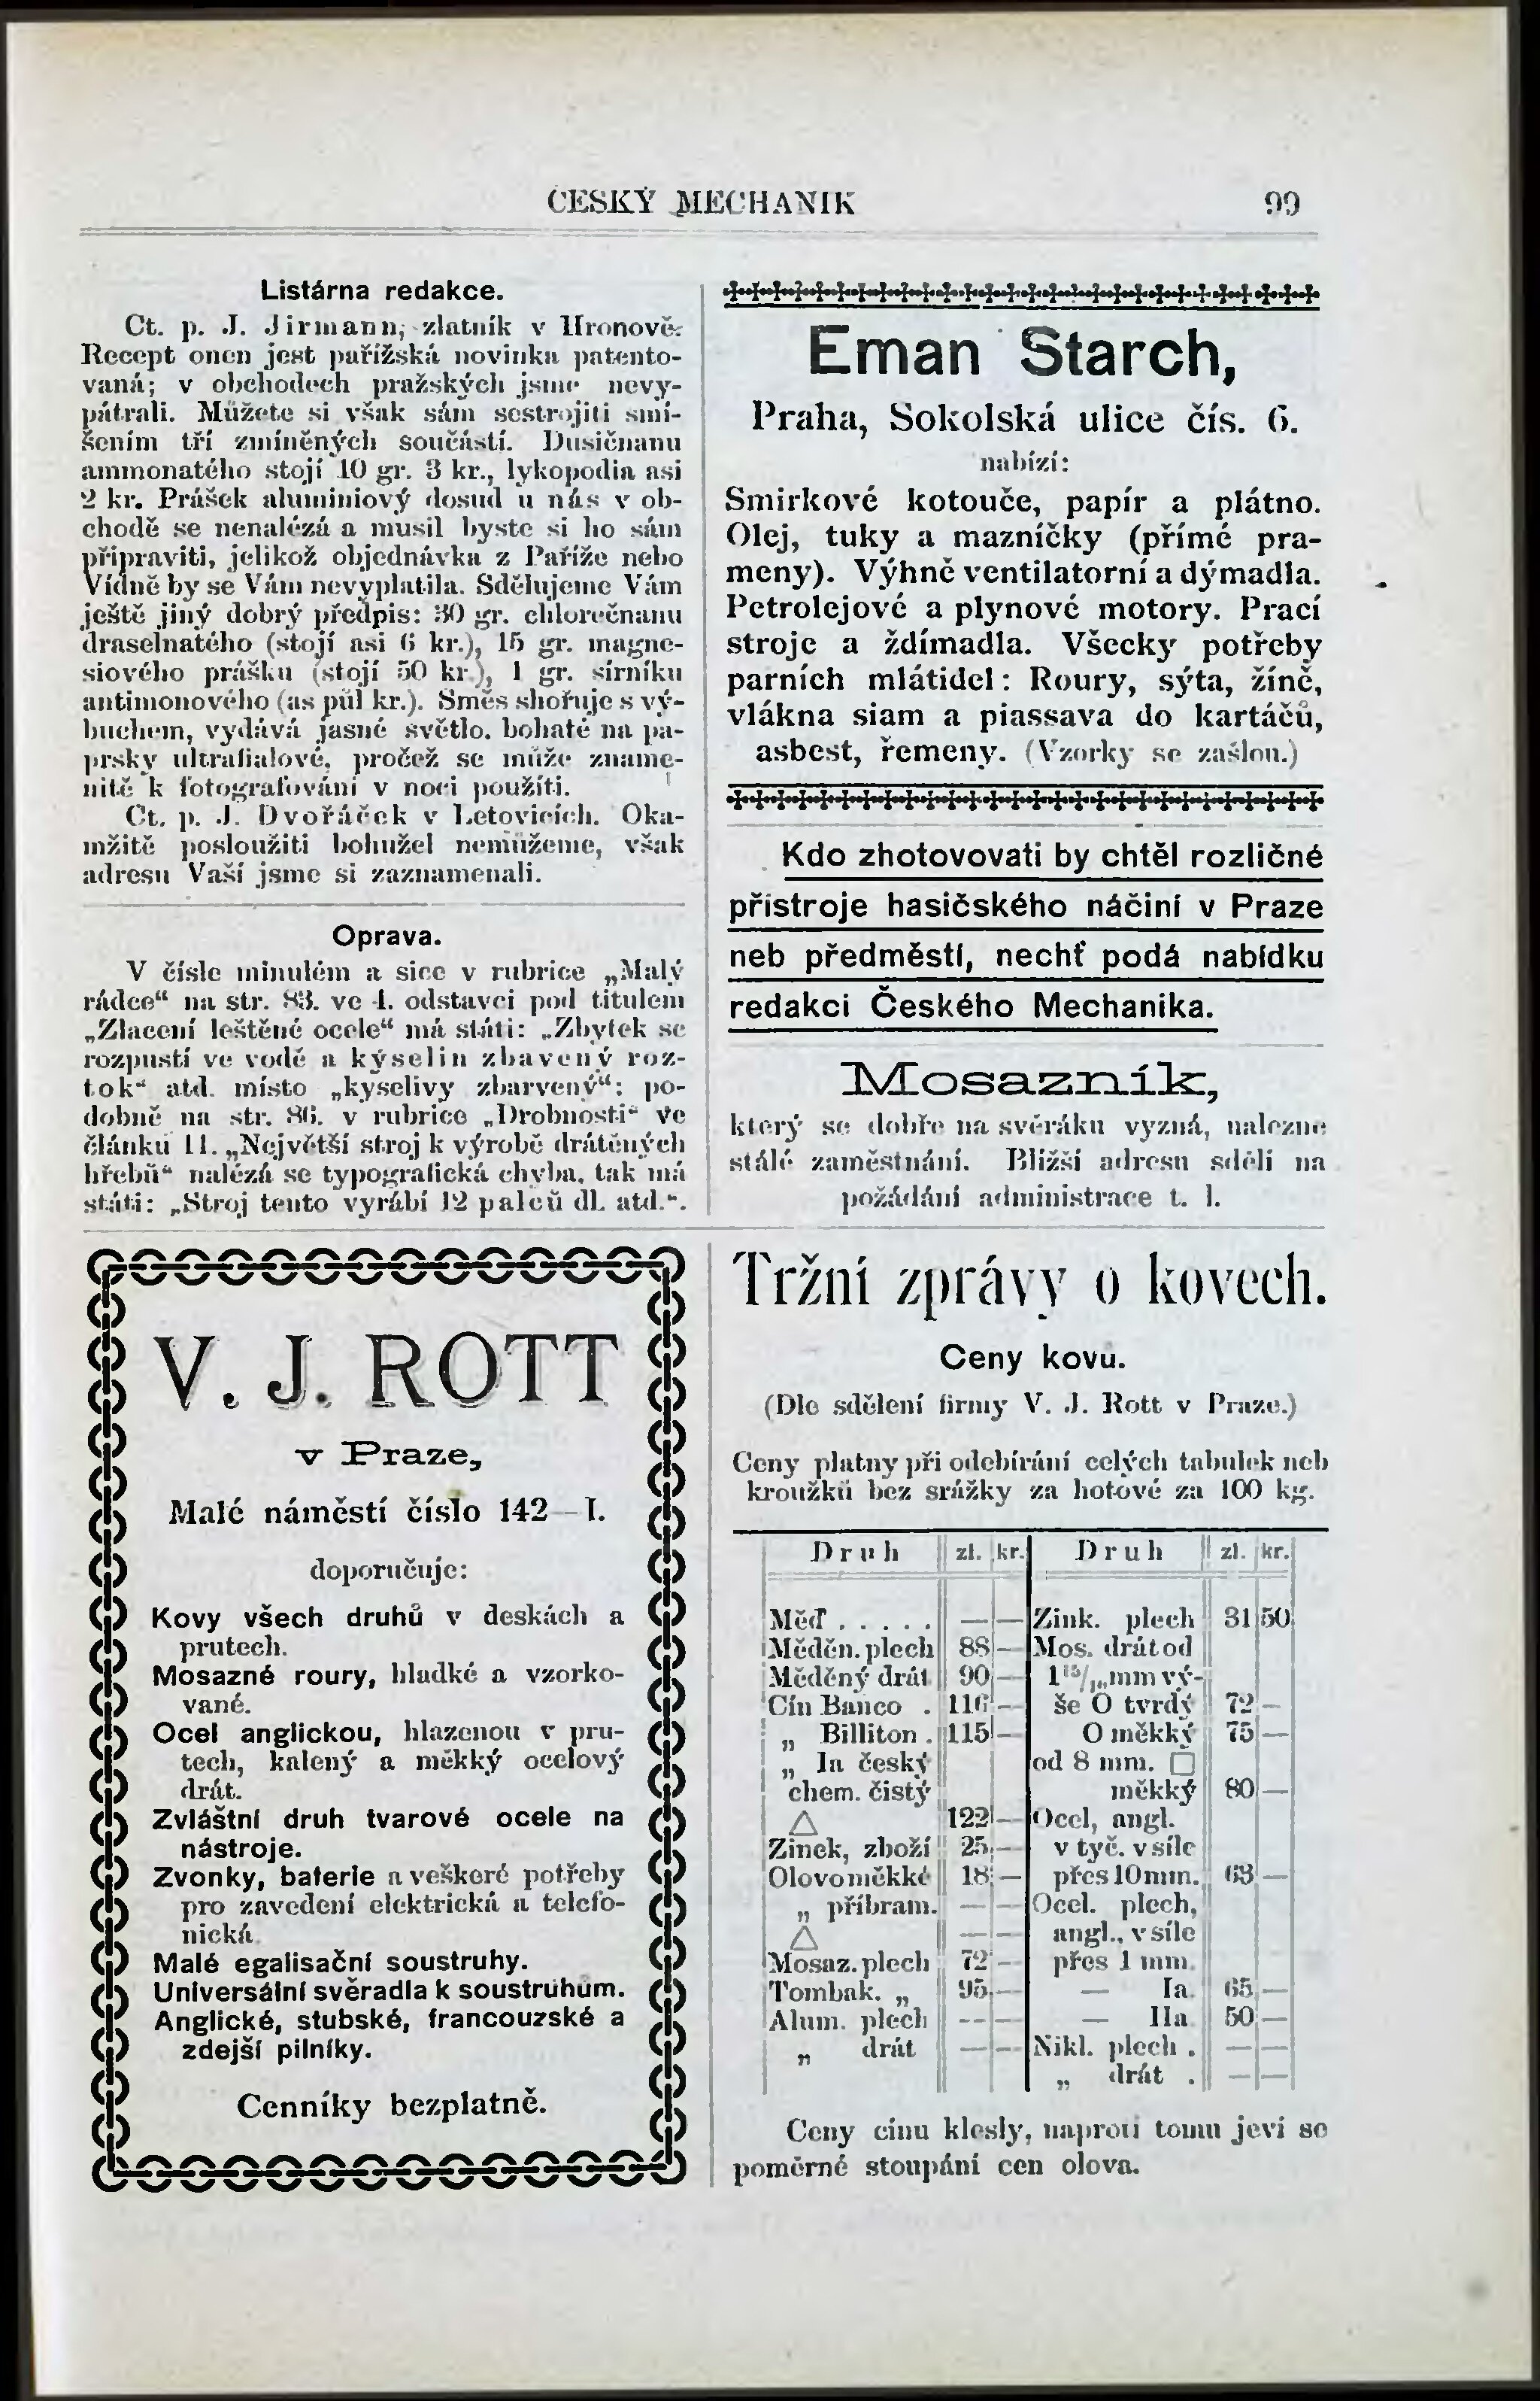 ČESKÝ MECHANIK 99
Listárna redakce.
Ct. p. J. Jirmann, zlatník v Hronově:
Recept onen jest pařížská novinka patento-
vaná; v obchodech pražských jsme nevy-
pátrali. Můžete si však sám sestrojiti smí-
šením tří zmíněných součástí. Dusičnanu
ammonatého stojí 10 gr. 3 kr., lykopodia asi
2 kr. Prášek aluminiový dosud u nás v ob-
chodě se nenalézá a musil byste si ho sám
připraviti, jelikož objednávka z Paříže nebo
Vídně by se Vám nevyplatila. Sdělujeme Vám
ještě jiný dobrý předpis: 30 gr. chlorečnanu
draselnatého (stojí asi 6 kr.), 15 gr. magne-
siového prášku (stojí 50 kr.), 1 gr. sirníku
antimonového (as půl kr.). Směs shořuje s vý-
buchem, vydává jasné světlo, bohaté na pa-
prsky ultrafialové, pročež se může zname-
nitě k fotografování v noci použíti.
Ct. p. J. Dvořáček v Letovicích. Oka-
mžitě posloužiti bohužel nemůžeme, však
adresu Vaší jsme si zaznamenali.
Oprava.
V čísle minulém a sice v rubrice „Malý
rádce“ na str. 83. ve 4. odstavci pod titulem
„Zlacení leštěné ocele“ má státi: „Zbytek se
rozpustí ve vodě a kyselin zbavený roz-
tok“ atd. místo „kyselivy zbarvený“; po-
dobně na str. 86. v rubrice „Drobnosti“ ve
článku 11. „Největší stroj k výrobě drátěných
hřebů“ nalézá se typografická chyba, tak má
státi: „Stroj tento vyrábí 12 palců dl. atd.“.
V. J. ROTT
v Praze,
Malé náměstí číslo 142—I.
doporučuje:
Kovy všech druhů v deskách a
prutech.
Mosazné roury, hladké a vzorko-
vané.
Ocel anglickou, hlazenou v pru-
tech, kalený a měkký ocelový
drát.
Zvláštní druh tvarové ocele na
nástroje.
Zvonky, baterie a veškeré potřeby
pro zavedení elektrická a telefo-
nická
Malé egalisační soustruhy.
Universální svěradla k soustruhům.
Anglické, stubské, francouzské a
zdejší pilníky.
Cenníky bezplatně.
Eman Starch,
Praha, Sokolská ulice čís. 6.
nabízí:
Smirkové kotouče, papír a plátno.
Olej, tuky a mazníčky (přímé pra-
meny). Výhně ventilatorní a dýmadla.
Petrolejové a plynové motory. Prací
stroje a ždímadla. Všecky potřeby
parních mlátidel: Roury, sýta, žíně,
vlákna siam a piassava do kartáčů,
asbest, řemeny. (Vzorky se zašlou.)
Kdo zhotovovati by chtěl rozličné
přístroje hasičského náčiní v Praze
neb předměstí, nechť podá nabídku
redakci Českého Mechanika.
Mosazník,
který se dobře na svěráku vyzná, nalezne
stálé zaměstnání. Bližší adresu sdělí na
požádání administrace t. l.
Tržní zprávy o kovech.
Ceny kovu.
(Dle sdělení firmy V. J. Rott v Praze.)
Ceny platny při odebírání celých tabulek neb
kroužků bez srážky za hotové za 100 kg.
Druh zl. kr. Druh zl. kr.
Měď . . . . . — — Zink. plech 31 50
Měděn. plech 88 — Mos. drát od
Měděný drát 90 — 1 mm vý-
Cín Banco . 116 — še O tvrdý 72 —
„ Billiton . 115 — O měkký 75 —
„ Ia český od 8 mm. □
chem. čistý měkký 80 —
△ 122 — Ocel, angl.
Zinek, zboží 25 — v tyč. v síle
Olovo měkké 18 — přes 10 mm. 63 —
„ příbram. — — Ocel. plech,
△ — — angl., v síle
Mosaz. plech 72 — přes 1 mm.
Tombak. „ 95 — — Ia 65 —
Alum. plech — — — IIa 50 —
„ drát — — Nikl. plech . — —
„ drát . — —
Ceny cínu klesly, naproti tomu jeví se
poměrné stoupání cen olova.